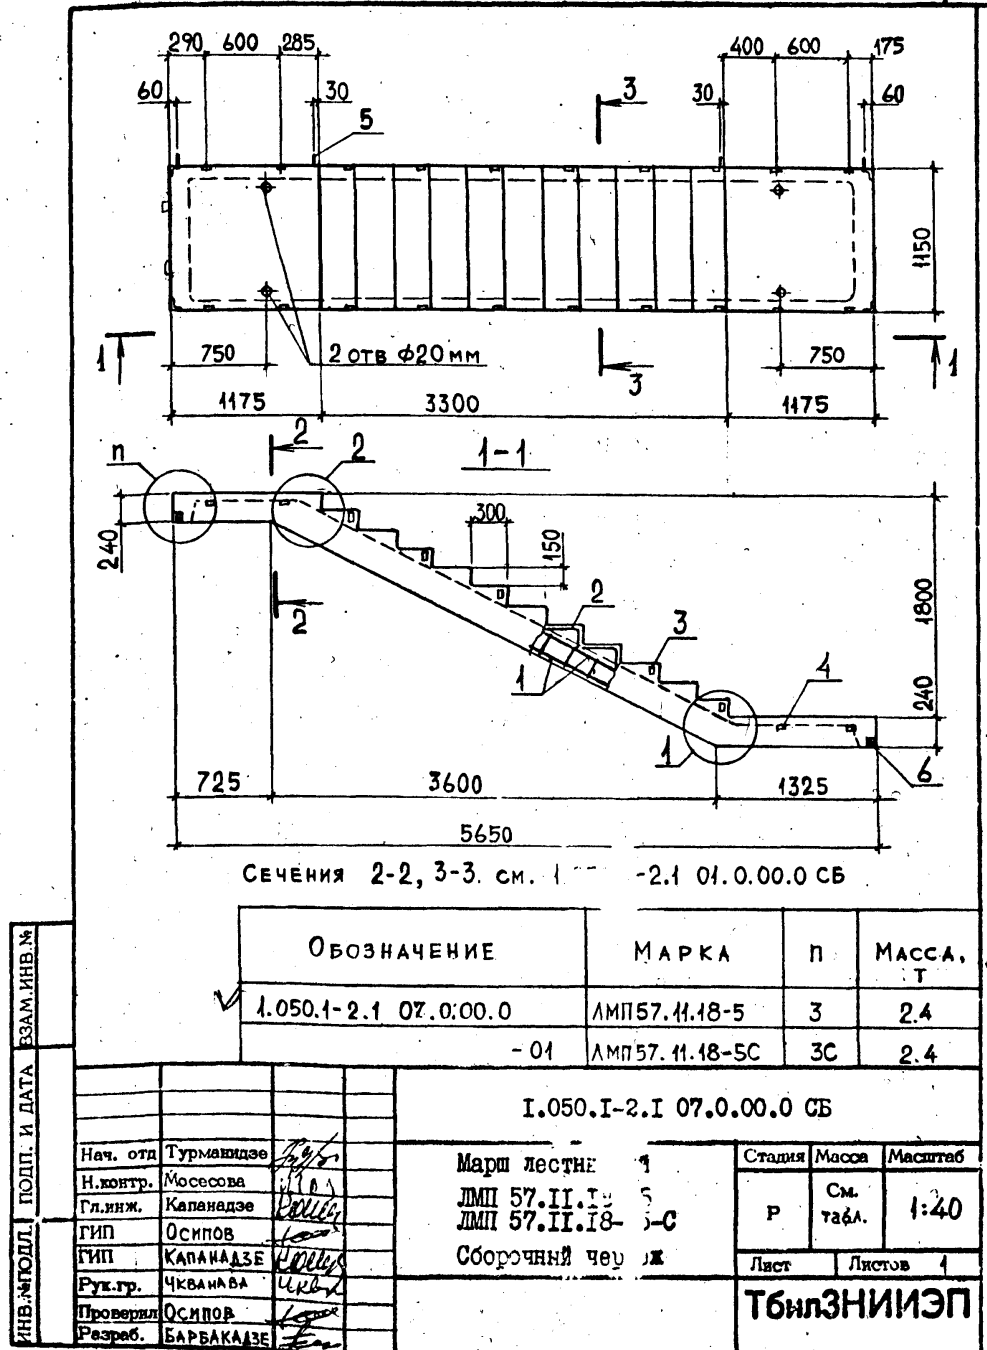 290 600 285 400 600 175
60 30 3 30 60
5
1150
1 750 2 отв ϕ20 мм 3 750 1
1175 3300 1175
2
п 2 1-1
240 300 150 1800
2 2 3
1 4 240
1 6
725 3600 1325
5650
Сечения 2-2, 3-3. см. 1 -2.1 01.0.00.0 СБ
Обозначение Марка п Масса, т
1.050.1-2.1 07.0.00.0 ЛМП57.11.18-5 3 2.4
-01 ЛМП57.11.18-5С 3С 2.4
ВЗАМ.ИНВ.№
ПОДП. И ДАТА
ИНВ.№ПОДЛ.
I.050.I-2.I 07.0.00.0 СБ
Нач. отд Турманидзе
Н.контр. Мосесова
Гл.инж. Капанадзе
ГИП Осипов
ГИП Капанадзе
Рук.гр. Чкванава
Проверил Осипов
Разраб. Барбакадзе
Марш лестн
ЛМП 57.II.I 5
ЛМП 57.II.I8- -С
Сборочный
Стадия Масса Масштаб
Р См. табл. 1:40
Лист Листов 1
ТбилЗНИИЭП